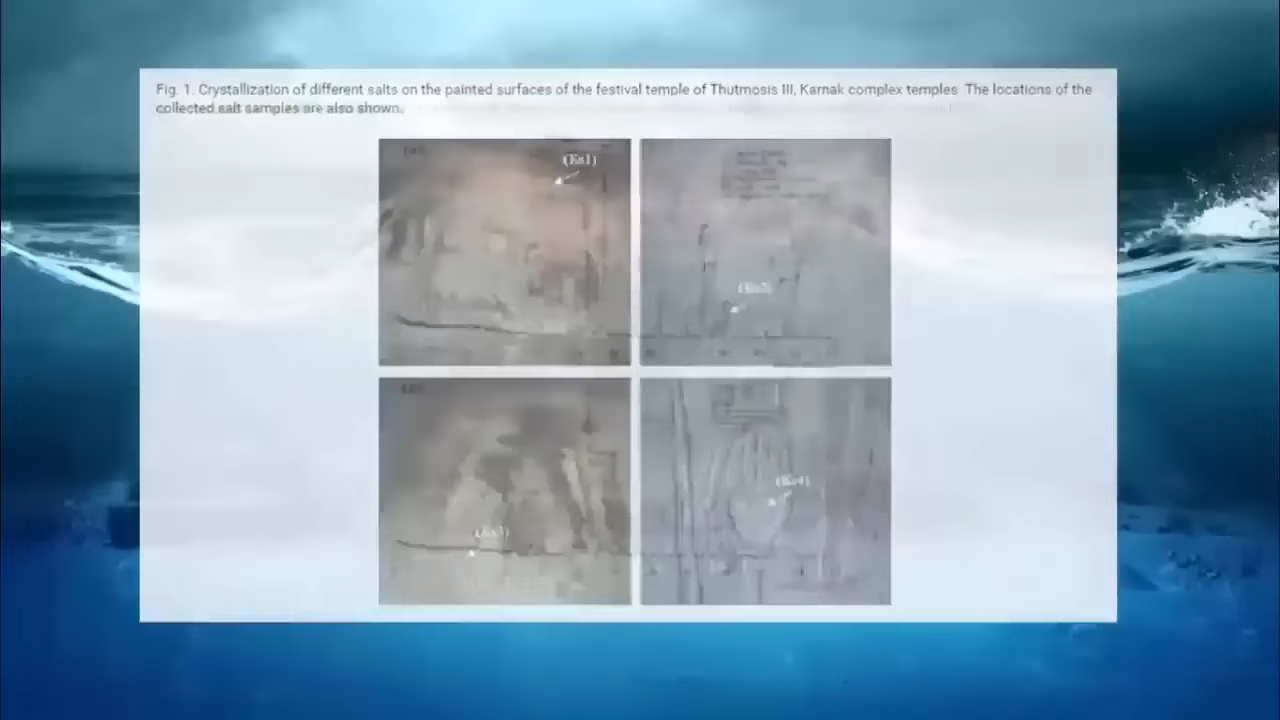 Fig. 1. Crystallization of different salts on the painted surfaces of the festival temple of Thutmosis III, Karnak complex temples. The locations of the
collected salt samples are also shown.
(Ks1)
(Ks4)